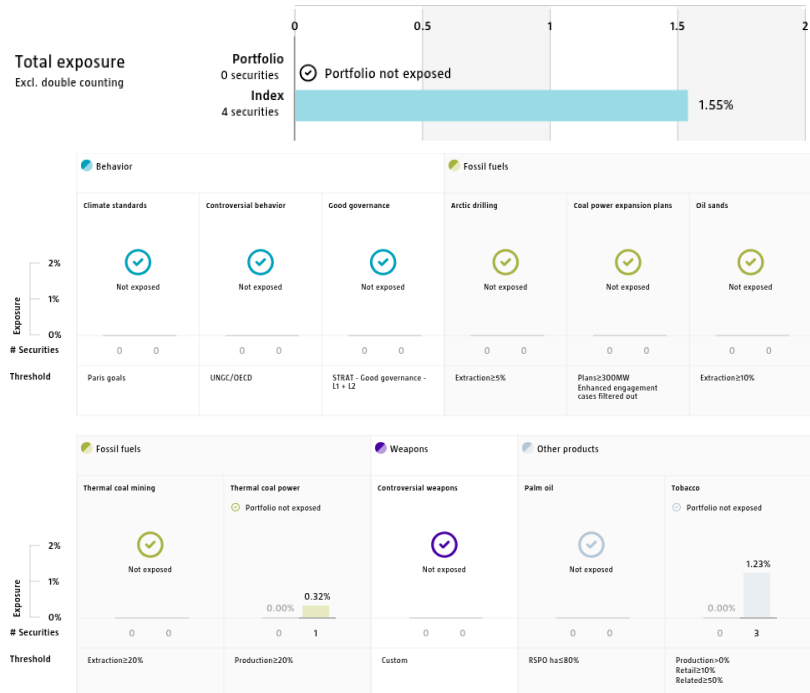 0 0.5 1 1.5 2
Total exposure
Excl. double counting
Portfolio
0 securities
Portfolio not exposed
Index
4 securities
1.55%
Behavior
Fossil fuels
Climate standards
Controversial behavior
Good governance
Arctic drilling
Coal power expansion plans
Oil sands
Exposure
2%
1%
0%
Not exposed
Not exposed
Not exposed
Not exposed
Not exposed
Not exposed
# Securities
0 0
0 0
0 0
0 0
0 0
0 0
Threshold
Paris goals
UNGC/OECD
STRAT - Good governance -
L1 + L2
Extraction≥5%
Plans≥300MW
Enhanced engagement
cases filtered out
Extraction≥10%
Fossil fuels
Weapons
Other products
Thermal coal mining
Thermal coal power
Portfolio not exposed
Controversial weapons
Palm oil
Tobacco
Portfolio not exposed
Exposure
2%
1%
0%
Not exposed
0.00%
0.32%
Not exposed
Not exposed
0.00%
1.23%
# Securities
0 0
0 1
0 0
0 0
0 3
Threshold
Extraction≥20%
Production≥20%
Custom
RSPO ha≤80%
Production>0%
Retail≥10%
Related≥50%